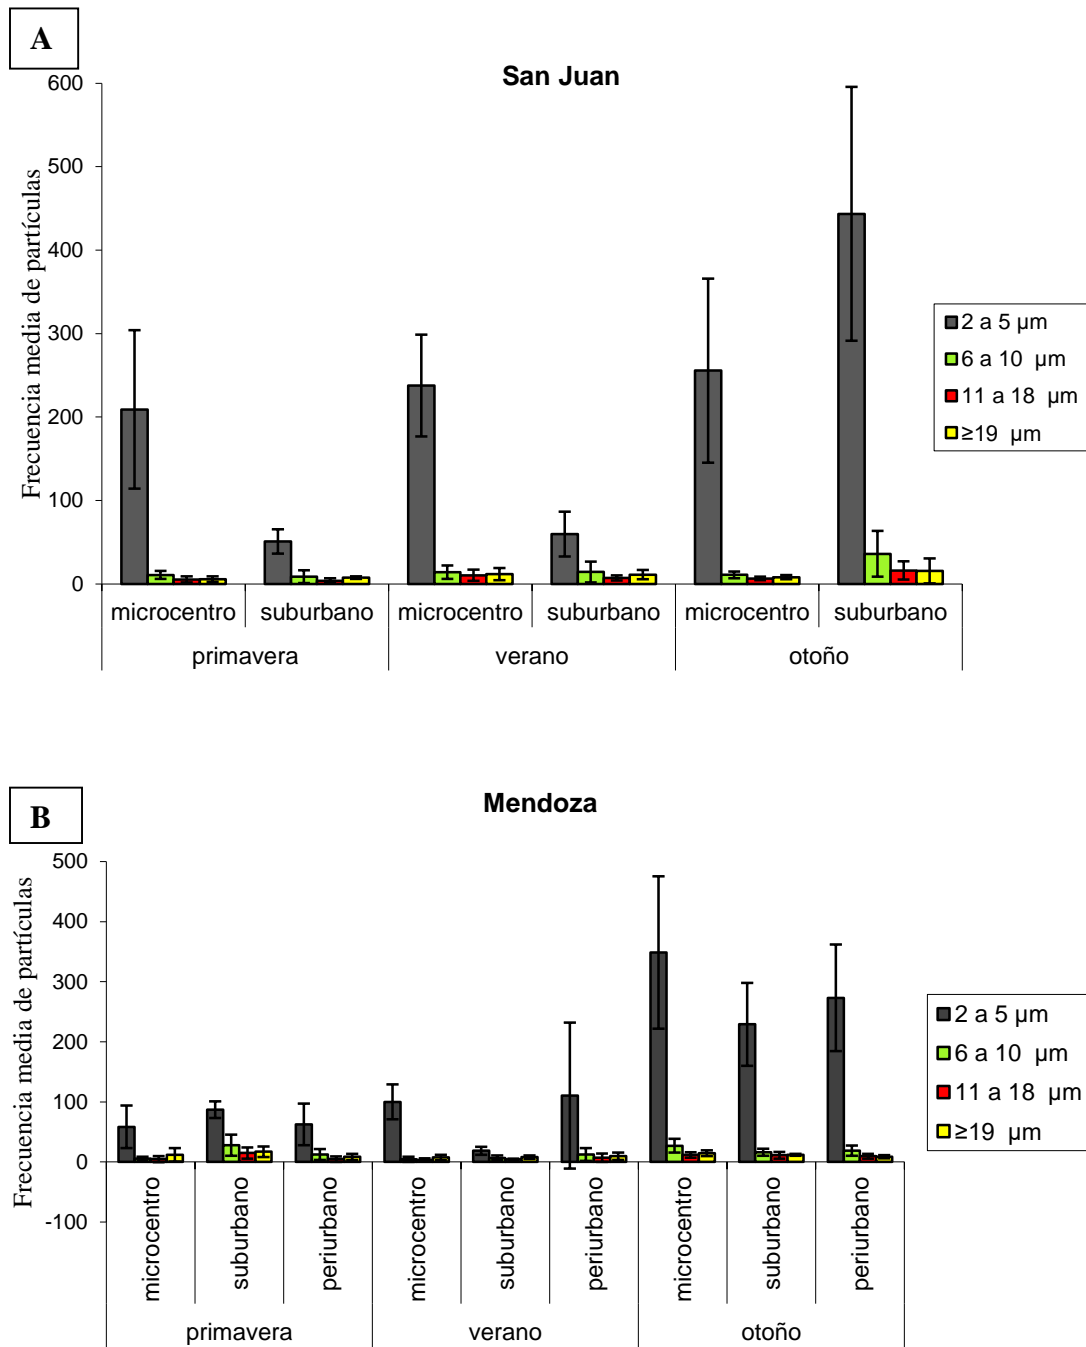 A
San Juan
Frecuencia media de partículas
600
500
400
300
200
100
0
microcentro suburbano microcentro suburbano microcentro suburbano
primavera verano otoño
2 a 5 µm
6 a 10 µm
11 a 18 µm
≥19 µm
B
Mendoza
Frecuencia media de partículas
500
400
300
200
100
0
-100
microcentro suburbano periurbano microcentro suburbano periurbano microcentro suburbano periurbano
primavera verano otoño
2 a 5 µm
6 a 10 µm
11 a 18 µm
≥19 µm